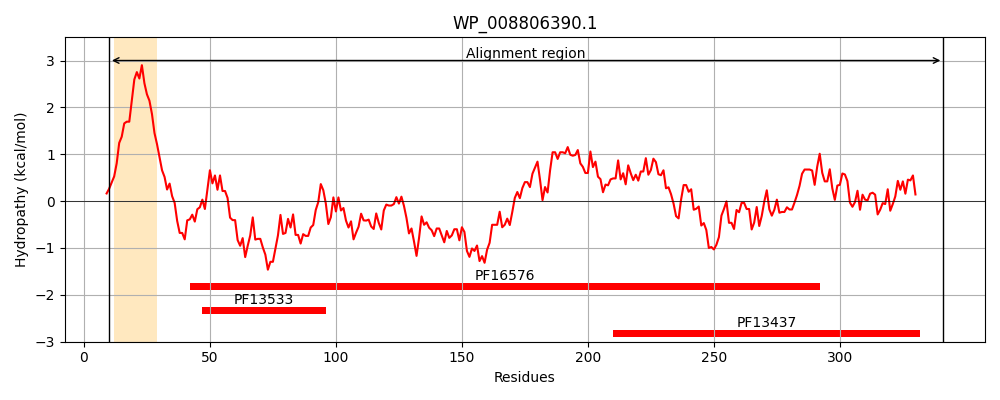 WP_008806390.1
Alignment region
3
2
1
0
−1
−2
−3
Hydropathy (kcal/mol)
PF16576
PF13533
PF13437
0 50 100 150 200 250 300
Residues